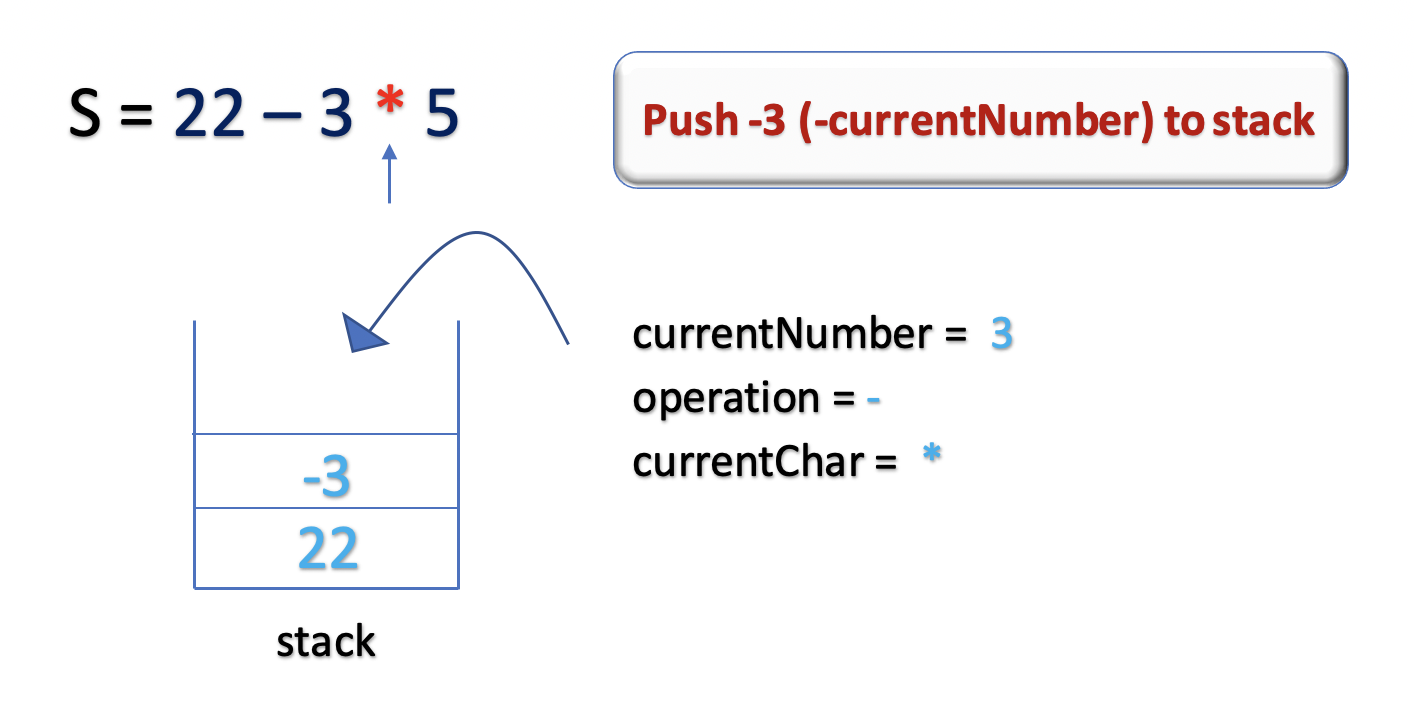 S = 22 – 3 * 5
Push -3 (-currentNumber) to stack
currentNumber = 3
operation = -
currentChar = *
-3
22
stack